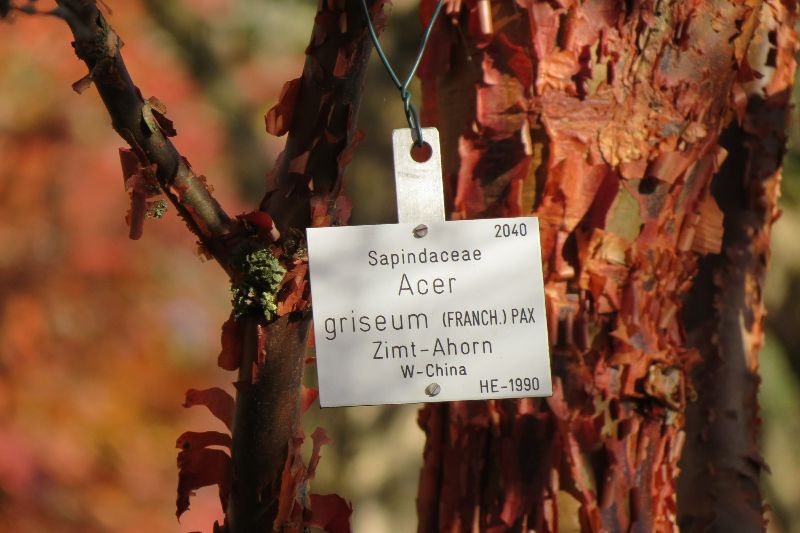 2040
Sapindaceae
Acer
griseum (FRANCH.) PAX
Zimt-Ahorn
W-China
HE-1990